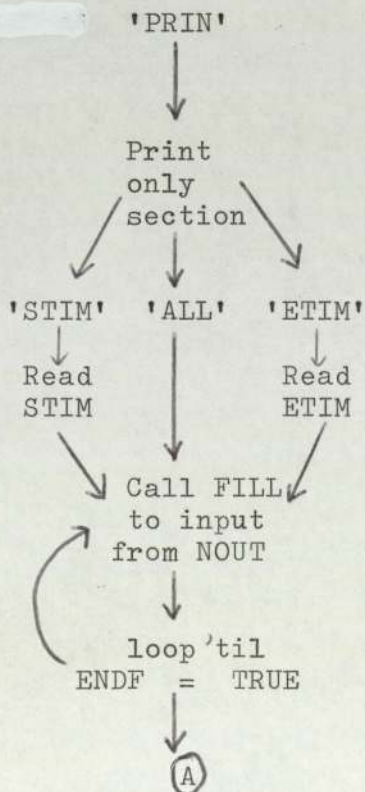 'PRIN'
Print
only
section
'STIM' 'ALL' 'ETIM'
Read Read
STIM ETIM
Call FILL
to input
from NOUT
loop 'til
ENDF = TRUE
A